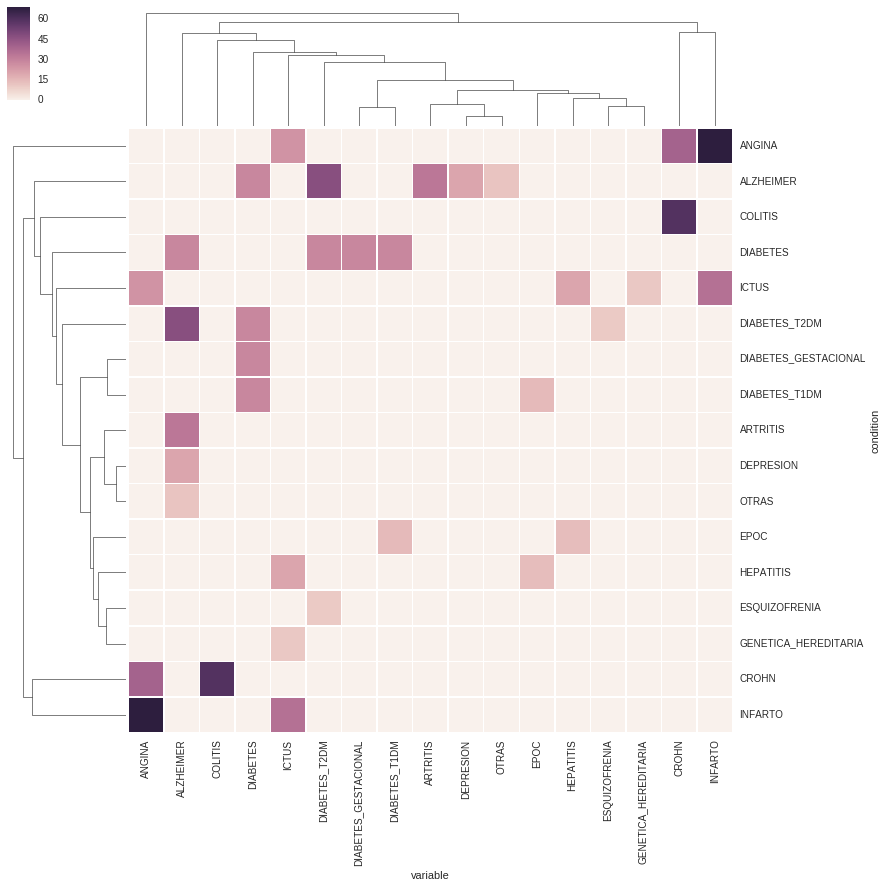 60
45
30
15
0
ANGINA
ALZHEIMER
COLITIS
DIABETES
ICTUS
DIABETES_T2DM
DIABETES_GESTACIONAL
DIABETES_T1DM
ARTRITIS
DEPRESION
OTRAS
EPOC
HEPATITIS
ESQUIZOFRENIA
GENETICA_HEREDITARIA
CROHN
INFARTO
condition
ANGINA
ALZHEIMER
COLITIS
DIABETES
ICTUS
DIABETES_T2DM
DIABETES_GESTACIONAL
DIABETES_T1DM
ARTRITIS
DEPRESION
OTRAS
EPOC
HEPATITIS
ESQUIZOFRENIA
GENETICA_HEREDITARIA
CROHN
INFARTO
variable